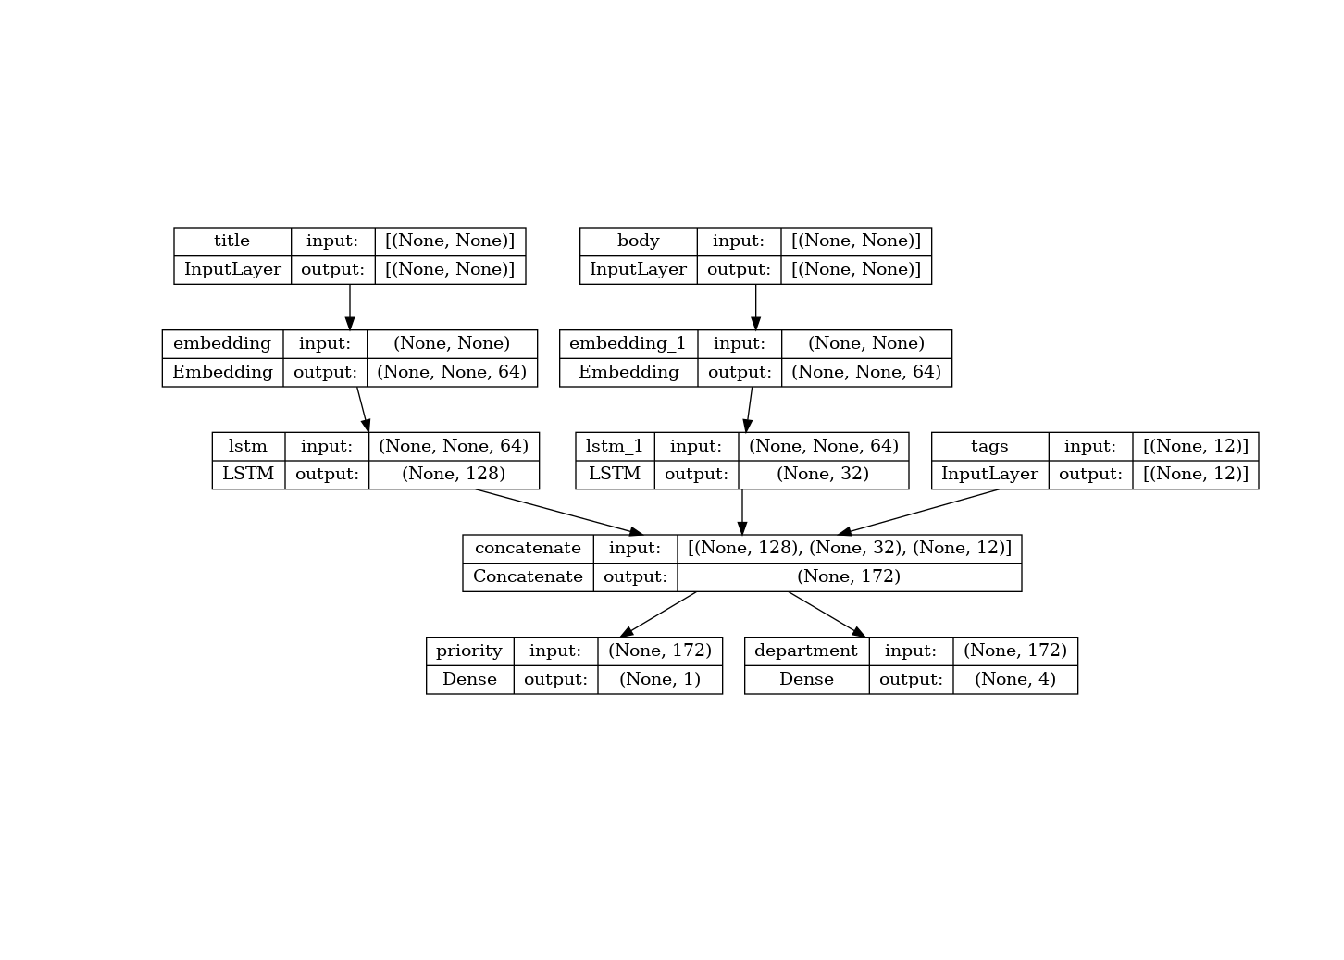 title input: [(None, None)]
InputLayer output: [(None, None)]
body input: [(None, None)]
InputLayer output: [(None, None)]
embedding input: (None, None)
Embedding output: (None, None, 64)
embedding_1 input: (None, None)
Embedding output: (None, None, 64)
lstm input: (None, None, 64)
LSTM output: (None, 128)
lstm_1 input: (None, None, 64)
LSTM output: (None, 32)
tags input: [(None, 12)]
InputLayer output: [(None, 12)]
concatenate input: [(None, 128), (None, 32), (None, 12)]
Concatenate output: (None, 172)
priority input: (None, 172)
Dense output: (None, 1)
department input: (None, 172)
Dense output: (None, 4)